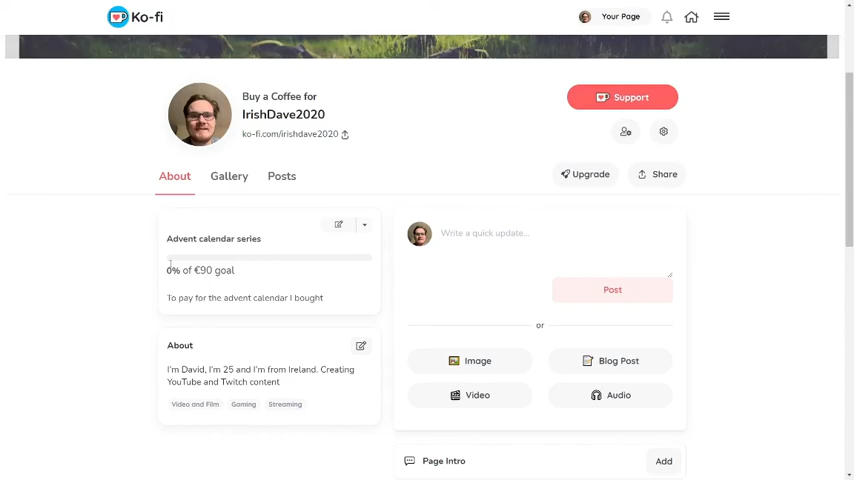 Ko-fi
Your Page
Buy a Coffee for
IrishDave2020
Support
ko-fi.com/irishdave2020
About
Gallery
Posts
Upgrade
Share
Advent calendar series
0% of €90 goal
To pay for the advent calendar I bought
About
I'm David, I'm 25 and I'm from Ireland. Creating
YouTube and Twitch content
Video and Film
Gaming
Streaming
Write a quick update...
Post
or
Image
Blog Post
Video
Audio
Page Intro
Add